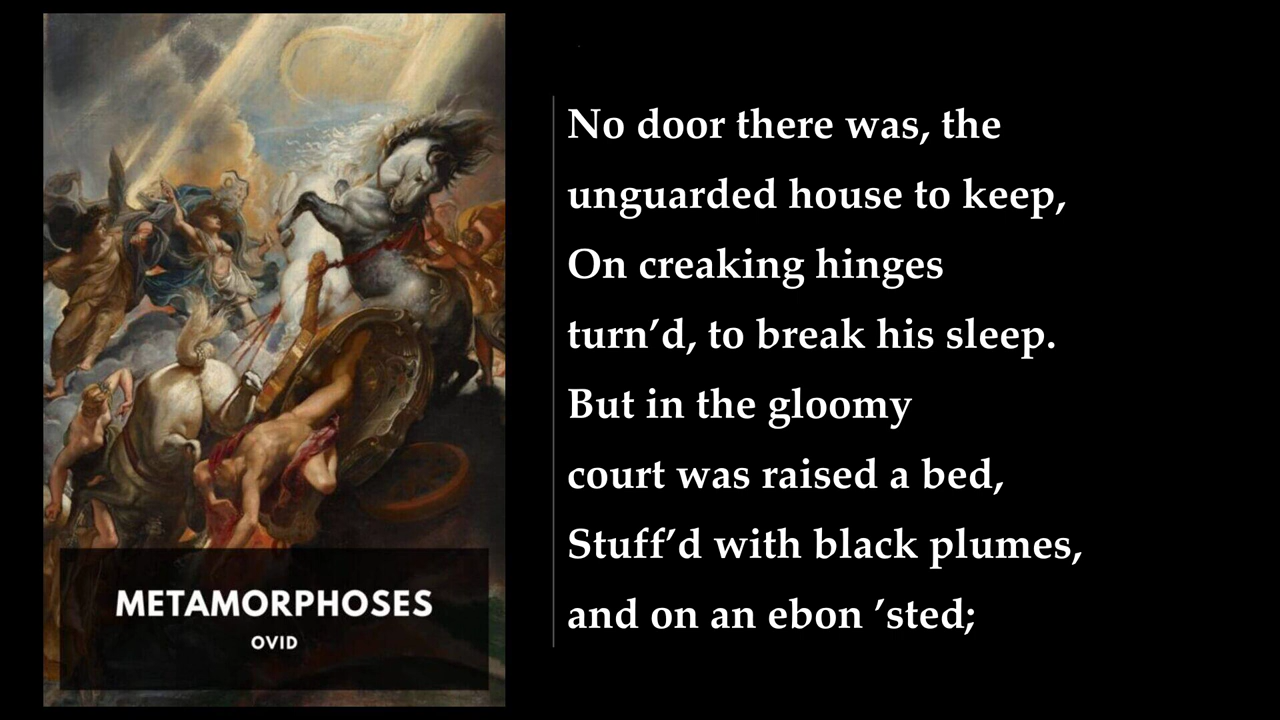 METAMORPHOSES
OVID
No door there was, the
unguarded house to keep,
On creaking hinges
turn’d, to break his sleep.
But in the gloomy
court was raised a bed,
Stuff’d with black plumes,
and on an ebon ’sted;